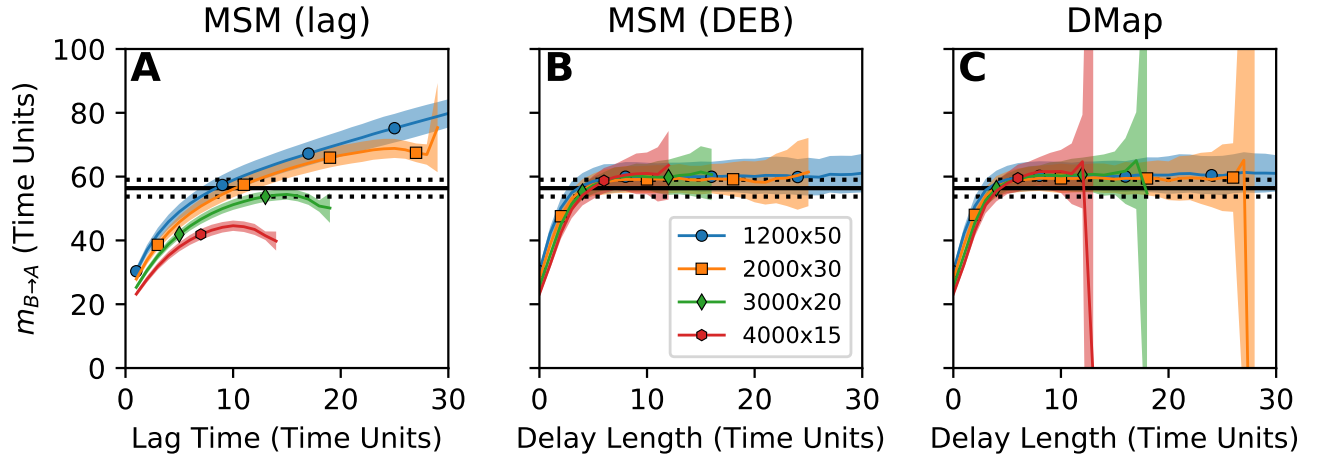 MSM (lag)
MSM (DEB)
DMap
A
B
C
m_{B→A} (Time Units)
100
80
60
40
20
0
0 10 20 30
0 10 20 30
0 10 20 30
1200x50
2000x30
3000x20
4000x15
Lag Time (Time Units)
Delay Length (Time Units)
Delay Length (Time Units)